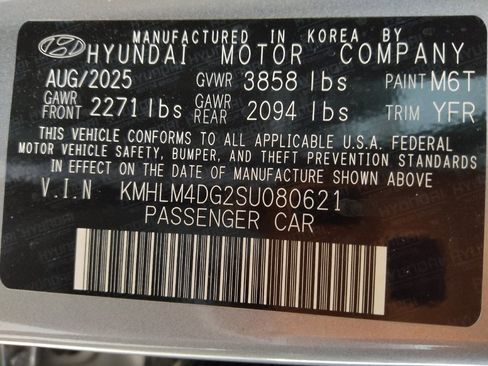 MANUFACTURED IN KOREA BY
HYUNDAI MOTOR COMPANY
AUG/2025 GVWR 3858 lbs PAINT M6T
GAWR FRONT 2271 lbs GAWR REAR 2094 lbs TRIM YFR
THIS VEHICLE CONFORMS TO ALL APPLICABLE U.S.A. FEDERAL
MOTOR VEHICLE SAFETY, BUMPER, AND THEFT PREVENTION STANDARDS
IN EFFECT ON THE DATE OF MANUFACTURE SHOWN ABOVE.
V.I.N KMHLM4DG2SU080621
PASSENGER CAR